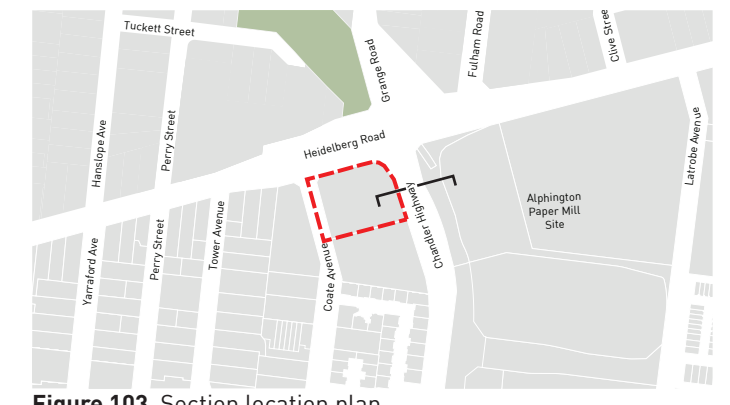 Tuckett Street
Grange Road
Fulham Road
Clive Stree
Hanslope Ave
Perry Street
Heidelberg Road
Latrobe Avenue
Alphington
Paper Mill
Site
Chandler Highway
Yarraford Ave
Perry Street
Tower Avenue
Coate Avenue
Figure 103 Section location plan